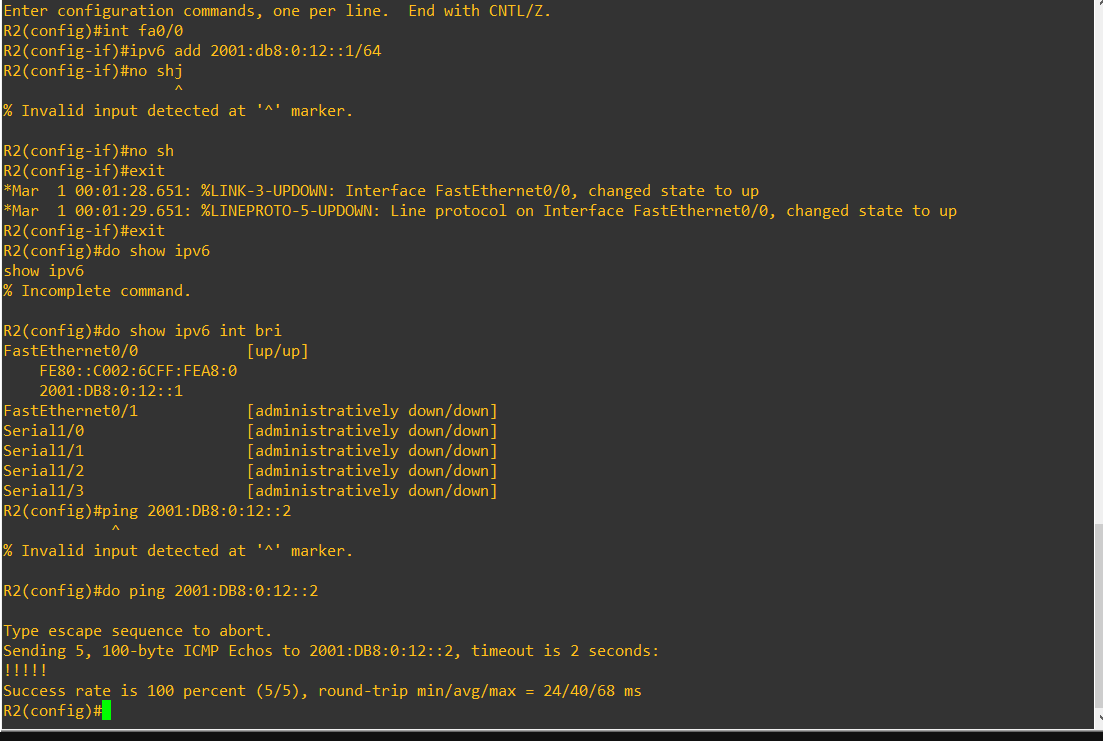 Enter configuration commands, one per line.  End with CNTL/Z.
R2(config)#int fa0/0
R2(config-if)#ipv6 add 2001:db8:0:12::1/64
R2(config-if)#no shj
                   ^
% Invalid input detected at '^' marker.

R2(config-if)#no sh
R2(config-if)#exit
*Mar  1 00:01:28.651: %LINK-3-UPDOWN: Interface FastEthernet0/0, changed state to up
*Mar  1 00:01:29.651: %LINEPROTO-5-UPDOWN: Line protocol on Interface FastEthernet0/0, changed state to up
R2(config-if)#exit
R2(config)#do show ipv6
show ipv6
% Incomplete command.

R2(config)#do show ipv6 int bri
FastEthernet0/0            [up/up]
    FE80::C002:6CFF:FEA8:0
    2001:DB8:0:12::1
FastEthernet0/1            [administratively down/down]
Serial1/0                  [administratively down/down]
Serial1/1                  [administratively down/down]
Serial1/2                  [administratively down/down]
Serial1/3                  [administratively down/down]
R2(config)#ping 2001:DB8:0:12::2
            ^
% Invalid input detected at '^' marker.

R2(config)#do ping 2001:DB8:0:12::2

Type escape sequence to abort.
Sending 5, 100-byte ICMP Echos to 2001:DB8:0:12::2, timeout is 2 seconds:
!!!!!
Success rate is 100 percent (5/5), round-trip min/avg/max = 24/40/68 ms
R2(config)#